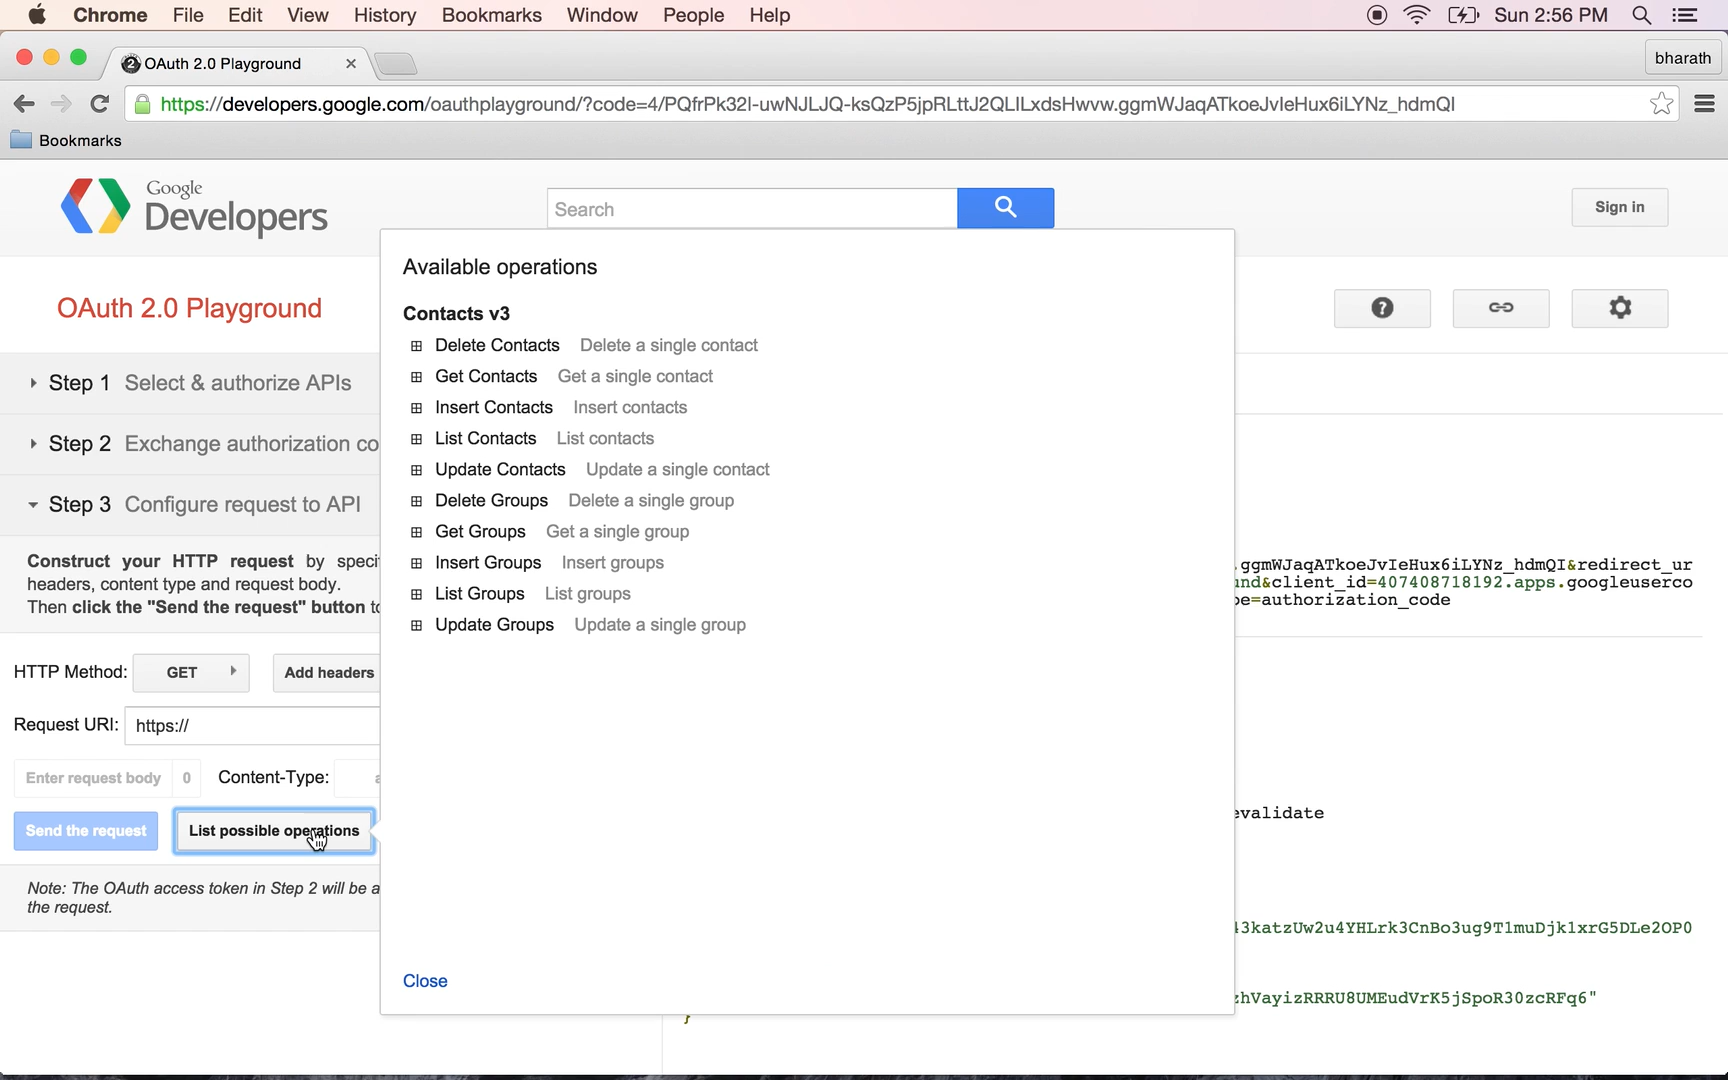 Chrome File Edit View History Bookmarks Window People Help Sun 2:56 PM
OAuth 2.0 Playground bharath
https://developers.google.com/oauthplayground/?code=4/PQfrPk32I-uwNJLJQ-ksQzP5jpRLttJ2QLILxdsHwvw.ggmWJaqATkoeJvIeHux6iLYNz_hdmQI
Bookmarks
Google
Developers
Search
Sign in
Available operations
OAuth 2.0 Playground
Contacts v3
Delete Contacts Delete a single contact
Get Contacts Get a single contact
Step 1 Select & authorize APIs
Insert Contacts Insert contacts
List Contacts List contacts
Step 2 Exchange authorization co
Update Contacts Update a single contact
Delete Groups Delete a single group
Step 3 Configure request to API
Get Groups Get a single group
Insert Groups Insert groups
List Groups List groups
Update Groups Update a single group
Construct your HTTP request by speci
headers, content type and request body.
Then click the "Send the request" button to
.ggmWJaqATkoeJvIeHux6iLYNz_hdmQI&redirect_ur
und&client_id=407408718192.apps.googleuserco
pe=authorization_code
HTTP Method: GET Add headers
Request URI: https://
Enter request body 0 Content-Type: a
evalidate
Send the request List possible operations
Note: The OAuth access token in Step 2 will be a
the request.
43katzUw2u4YHLrk3CnBo3ug9T1muDjk1xrG5DLe2OP0
Close
zhVayizRRRU8UMEudVrK5jSpoR30zcRFq6"
}